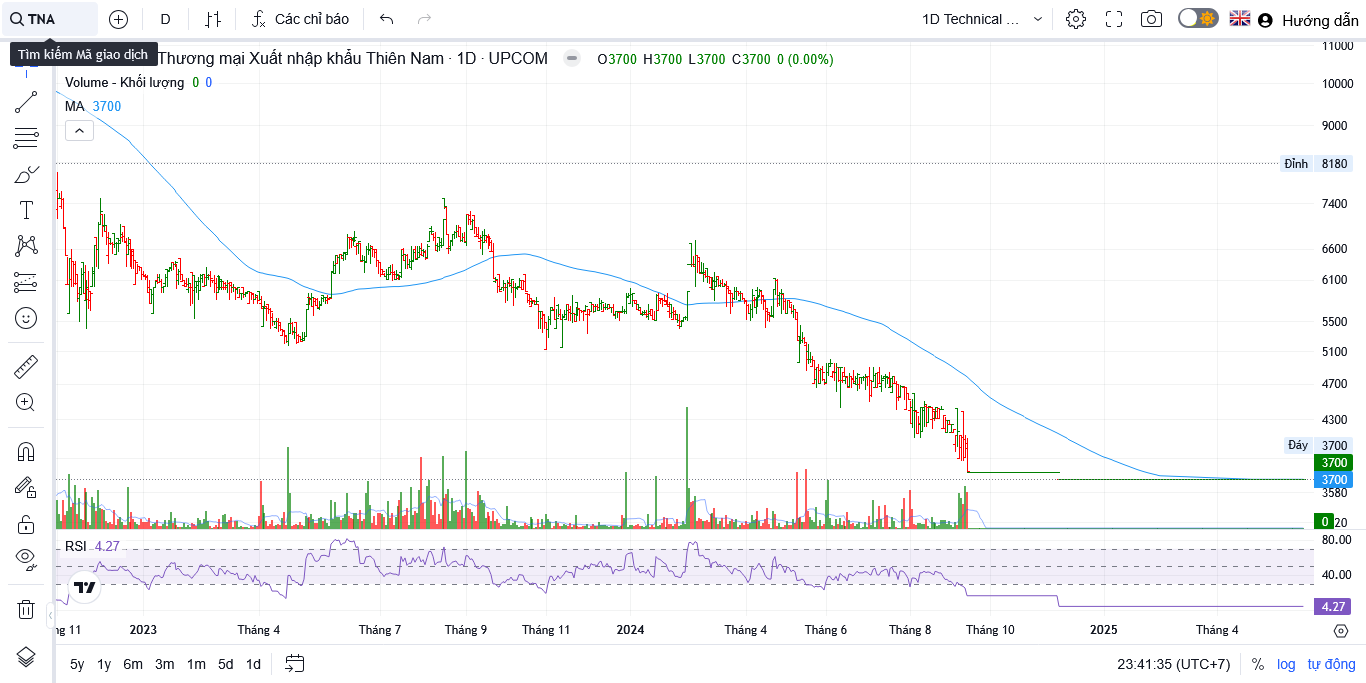 TNA
D
Các chỉ báo
1D Technical ...
Hướng dẫn
Tìm kiếm Mã giao dịch
Thương mại Xuất nhập khẩu Thiên Nam · 1D · UPCOM
O3700 H3700 L3700 C3700 0 (0.00%)
Volume - Khối lượng 0 0
MA 3700
11000
10000
9000
Đỉnh 8180
7400
6600
6100
5500
5100
4700
4300
Đáy 3700
3700
3700
3580
0
20
RSI 4.27
80.00
40.00
4.27
ng 11
2023
Tháng 4
Tháng 7
Tháng 9
Tháng 11
2024
Tháng 4
Tháng 6
Tháng 8
Tháng 10
2025
Tháng 4
5y 1y 6m 3m 1m 5d 1d
23:41:35 (UTC+7)
% log tự động